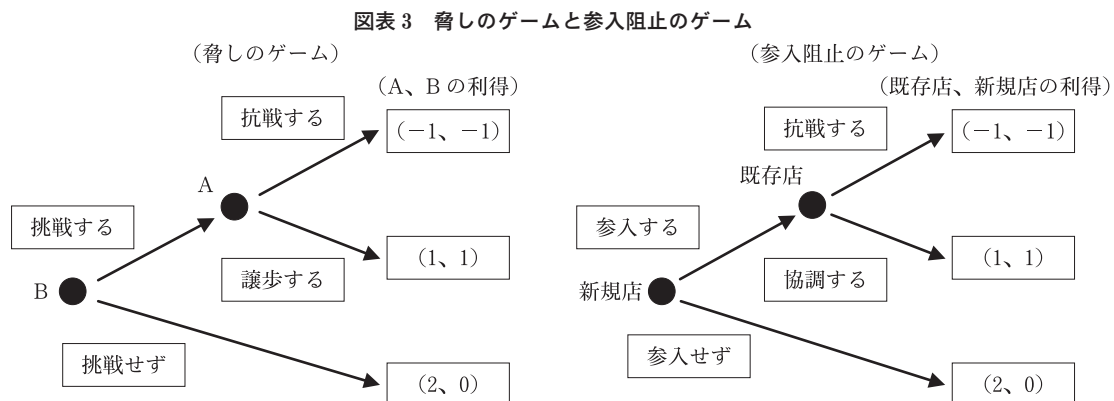 図表3　脅しのゲームと参入阻止のゲーム
（脅しのゲーム）
（A、Bの利得）
抗戦する
（－1、－1）
A
挑戦する
（1、1）
譲歩する
B
挑戦せず
（2、0）
（参入阻止のゲーム）
（既存店、新規店の利得）
抗戦する
（－1、－1）
既存店
参入する
（1、1）
協調する
新規店
参入せず
（2、0）